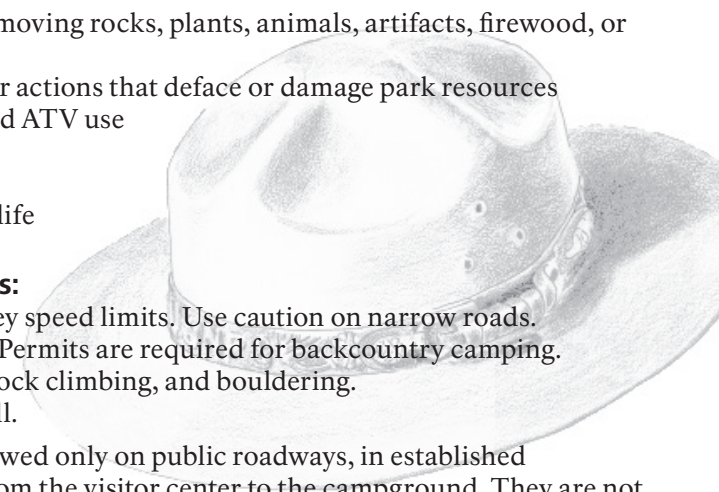 moving rocks, plants, animals, artifacts, firewood, or
r actions that deface or damage park resources
d ATV use
life
s:
ey speed limits. Use caution on narrow roads.
Permits are required for backcountry camping.
ock climbing, and bouldering.
ll.
wed only on public roadways, in established
om the visitor center to the campground. They are not